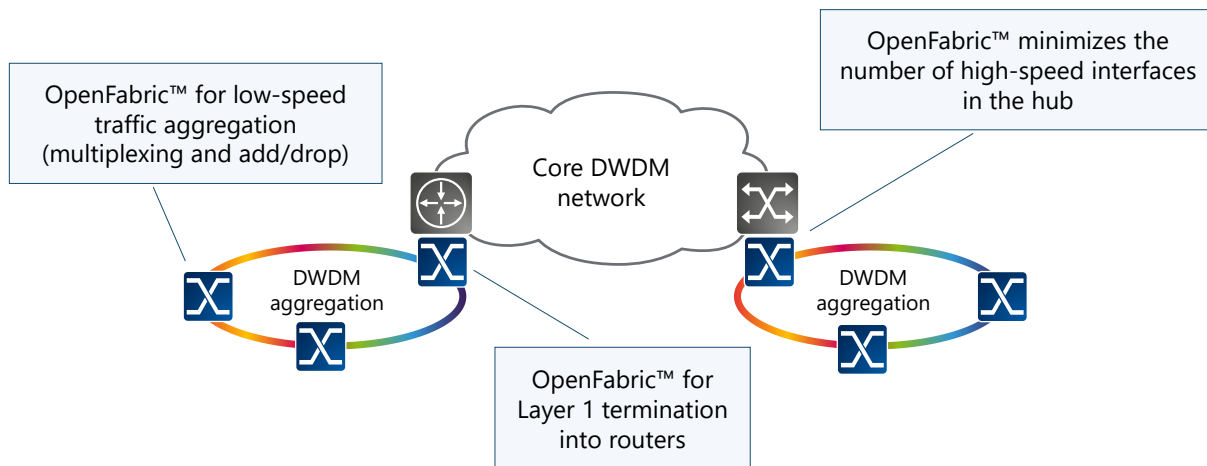 OpenFabric™ minimizes the
number of high-speed interfaces
in the hub
OpenFabric™ for low-speed
traffic aggregation
(multiplexing and add/drop)
Core DWDM
network
DWDM
aggregation
DWDM
aggregation
OpenFabric™ for
Layer 1 termination
into routers